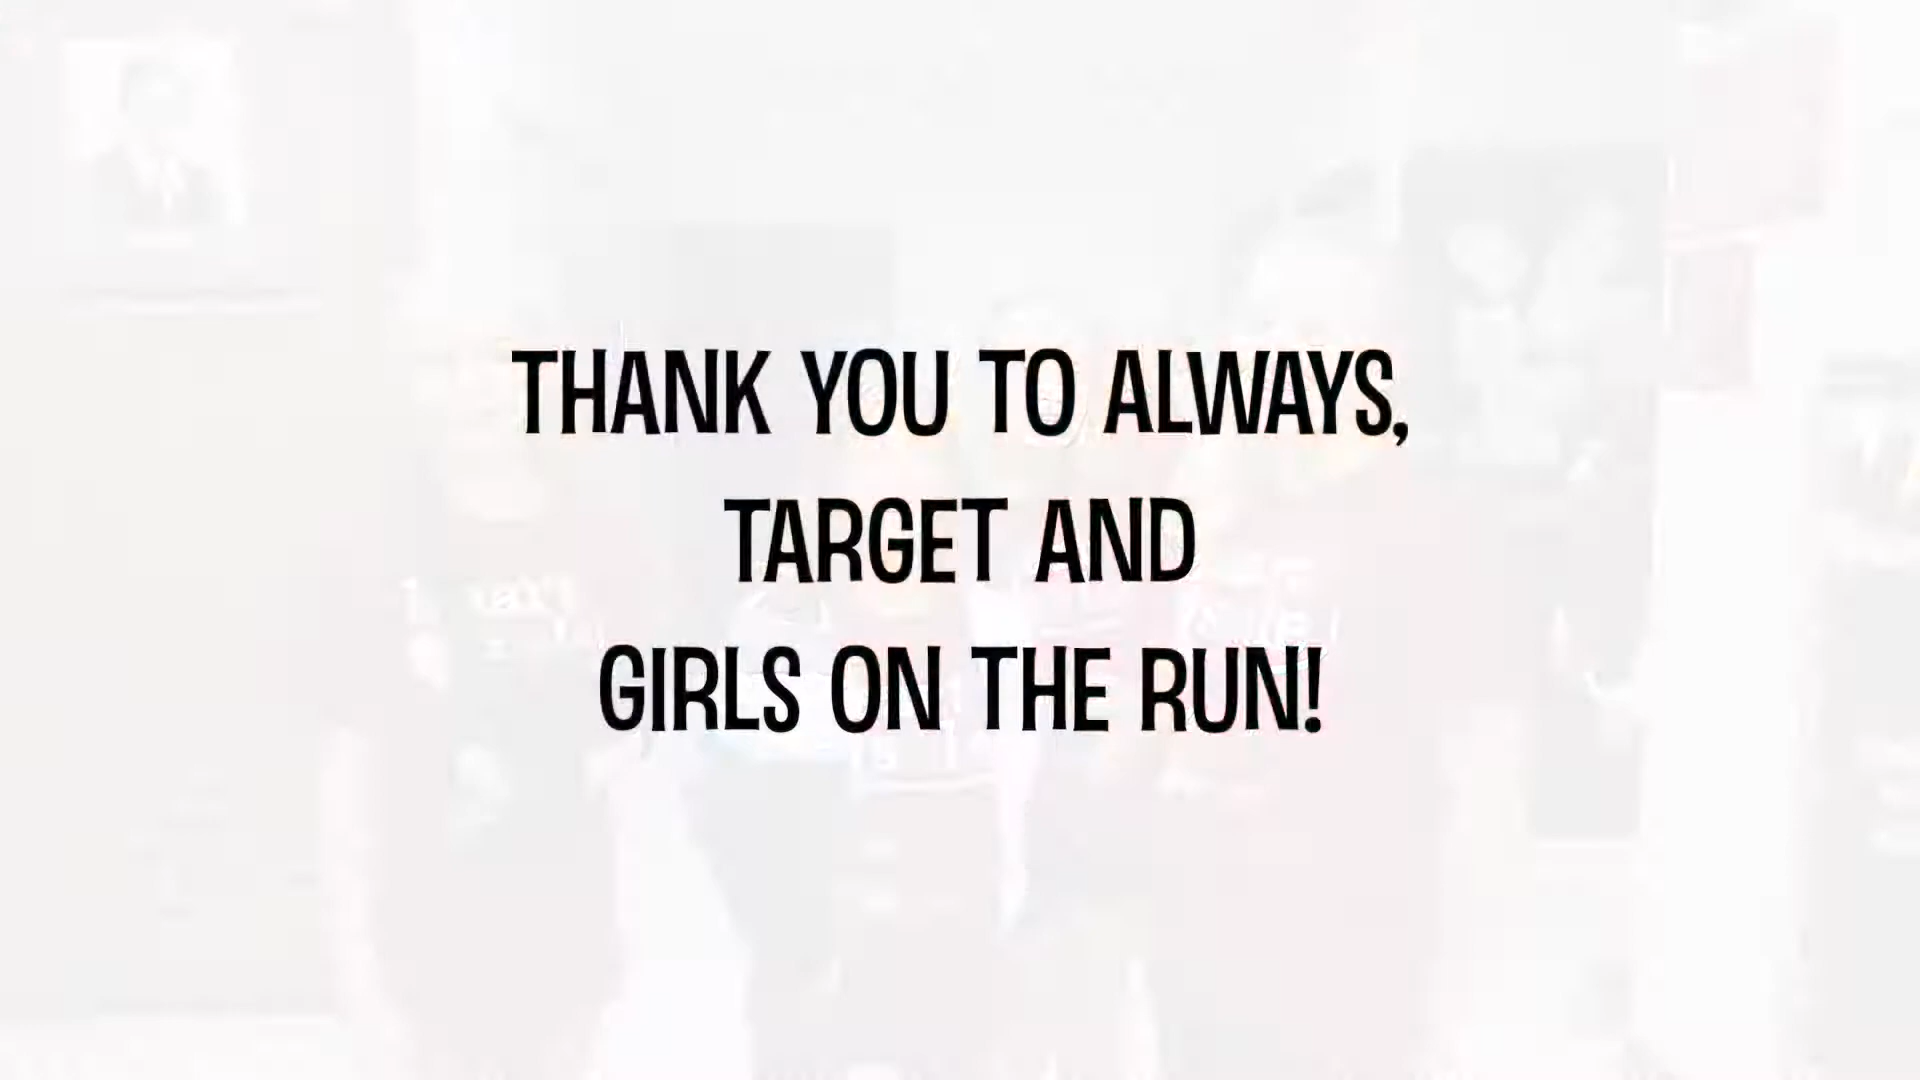 THANK YOU TO ALWAYS,
TARGET AND
GIRLS ON THE RUN!